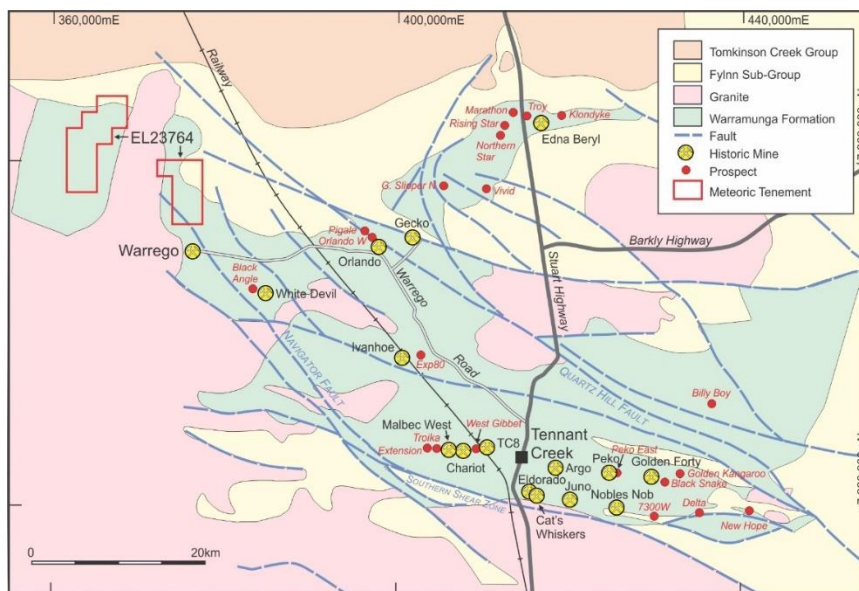 360,000mE
400,000mE
440,000mE
Tomkinson Creek Group
Fylnn Sub-Group
Granite
Warramunga Formation
Fault
Historic Mine
Prospect
Meteoric Tenement
Railway
EL23764
Marathon
Troy
Klondyke
Rising Star
Northern
Star
Edna Beryl
G. Slipper N
Vivid
Gecko
Pigale
Orlando W
Orlando
Warrego
Barkly Highway
Stuart Highway
Black
Angle
White Devil
Warrego
Road
NAVIGATOR FAULT
Ivanhoe
Exp80
QUARTZ HILL FAULT
Billy Boy
Malbec West
West Gibbet
Troika
Extension
Chariot
TC8
Tennant
Creek
Argo
Peko
Peko East
Golden Forty
Golden Kangaroo
Black Snake
Eldorado
Juno
Nobles Nob
SOUTHERN SHEAR ZONE
Cat's
Whiskers
7300W
Delta
New Hope
0
20km